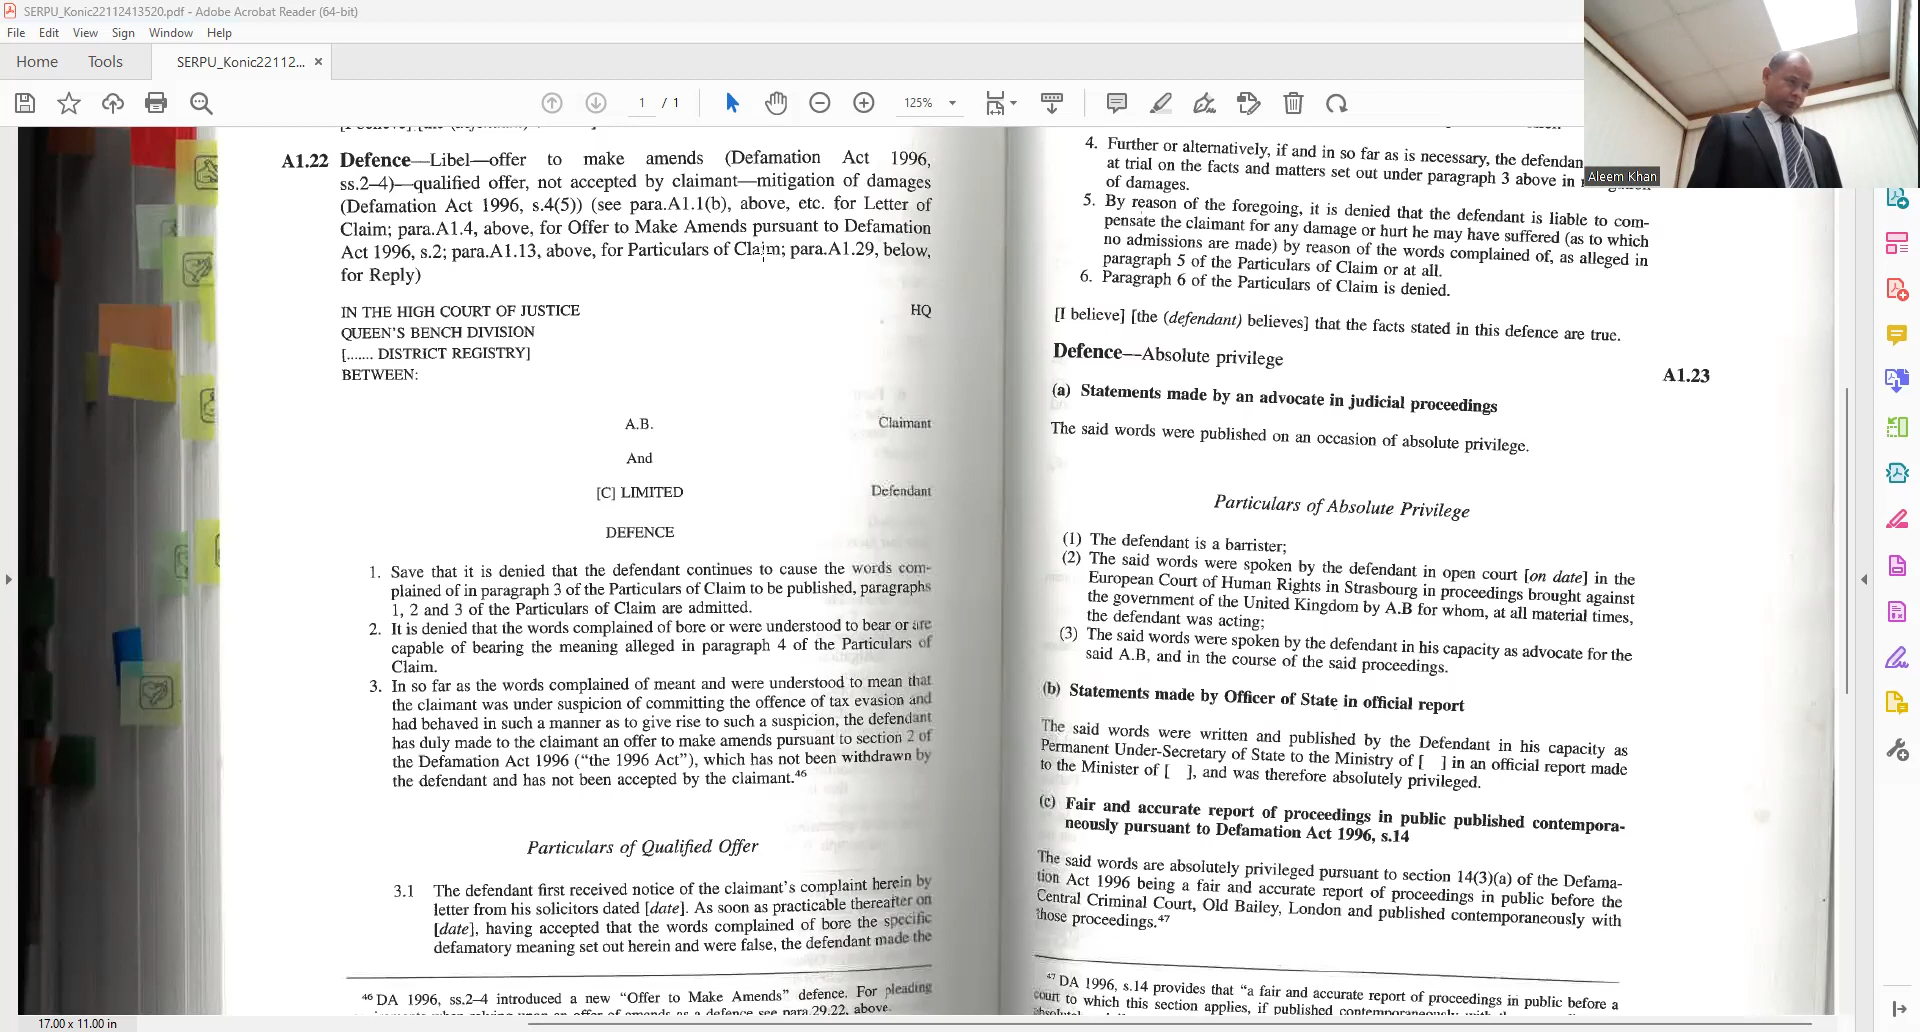 SERPU_Konic22112413520.pdf - Adobe Acrobat Reader (64-bit)
File Edit View Sign Window Help
Home Tools SERPU_Konic22112... ×
1 / 1 125%
Aleem Khan
A1.22 Defence—Libel—offer to make amends (Defamation Act 1996,
ss.2–4)—qualified offer, not accepted by claimant—mitigation of damages
(Defamation Act 1996, s.4(5)) (see para.A1.1(b), above, etc. for Letter of
Claim; para.A1.4, above, for Offer to Make Amends pursuant to Defamation
Act 1996, s.2; para.A1.13, above, for Particulars of Claim; para.A1.29, below,
for Reply)
IN THE HIGH COURT OF JUSTICE HQ
QUEEN'S BENCH DIVISION
[....... DISTRICT REGISTRY]
BETWEEN:
A.B. Claimant
And
[C] LIMITED Defendant
DEFENCE
1. Save that it is denied that the defendant continues to cause the words com-
plained of in paragraph 3 of the Particulars of Claim to be published, paragraphs
1, 2 and 3 of the Particulars of Claim are admitted.
2. It is denied that the words complained of bore or were understood to bear or are
capable of bearing the meaning alleged in paragraph 4 of the Particulars of
Claim.
3. In so far as the words complained of meant and were understood to mean that
the claimant was under suspicion of committing the offence of tax evasion and
had behaved in such a manner as to give rise to such a suspicion, the defendant
has duly made to the claimant an offer to make amends pursuant to section 2 of
the Defamation Act 1996 ("the 1996 Act"), which has not been withdrawn by
the defendant and has not been accepted by the claimant.46
Particulars of Qualified Offer
3.1 The defendant first received notice of the claimant's complaint herein by
letter from his solicitors dated [date]. As soon as practicable thereafter on
[date], having accepted that the words complained of bore the specific
defamatory meaning set out herein and were false, the defendant made the
46 DA 1996, ss.2–4 introduced a new "Offer to Make Amends" defence. For pleading
4. Further or alternatively, if and in so far as is necessary, the defendan
at trial on the facts and matters set out under paragraph 3 above in
of damages.
5. By reason of the foregoing, it is denied that the defendant is liable to com-
pensate the claimant for any damage or hurt he may have suffered (as to which
no admissions are made) by reason of the words complained of, as alleged in
paragraph 5 of the Particulars of Claim or at all.
6. Paragraph 6 of the Particulars of Claim is denied.
[I believe] [the (defendant) believes] that the facts stated in this defence are true.
Defence—Absolute privilege
A1.23
(a) Statements made by an advocate in judicial proceedings
The said words were published on an occasion of absolute privilege.
Particulars of Absolute Privilege
(1) The defendant is a barrister;
(2) The said words were spoken by the defendant in open court [on date] in the
European Court of Human Rights in Strasbourg in proceedings brought against
the government of the United Kingdom by A.B for whom, at all material times,
the defendant was acting;
(3) The said words were spoken by the defendant in his capacity as advocate for the
said A.B, and in the course of the said proceedings.
(b) Statements made by Officer of State in official report
The said words were written and published by the Defendant in his capacity as
Permanent Under-Secretary of State to the Ministry of [ ] in an official report made
to the Minister of [ ], and was therefore absolutely privileged.
(c) Fair and accurate report of proceedings in public published contempora-
neously pursuant to Defamation Act 1996, s.14
The said words are absolutely privileged pursuant to section 14(3)(a) of the Defama-
tion Act 1996 being a fair and accurate report of proceedings in public before the
Central Criminal Court, Old Bailey, London and published contemporaneously with
those proceedings.47
47 DA 1996, s.14 provides that "a fair and accurate report of proceedings in public before a
court to which this section applies, if published contemporaneously with the
17.00 x 11.00 in